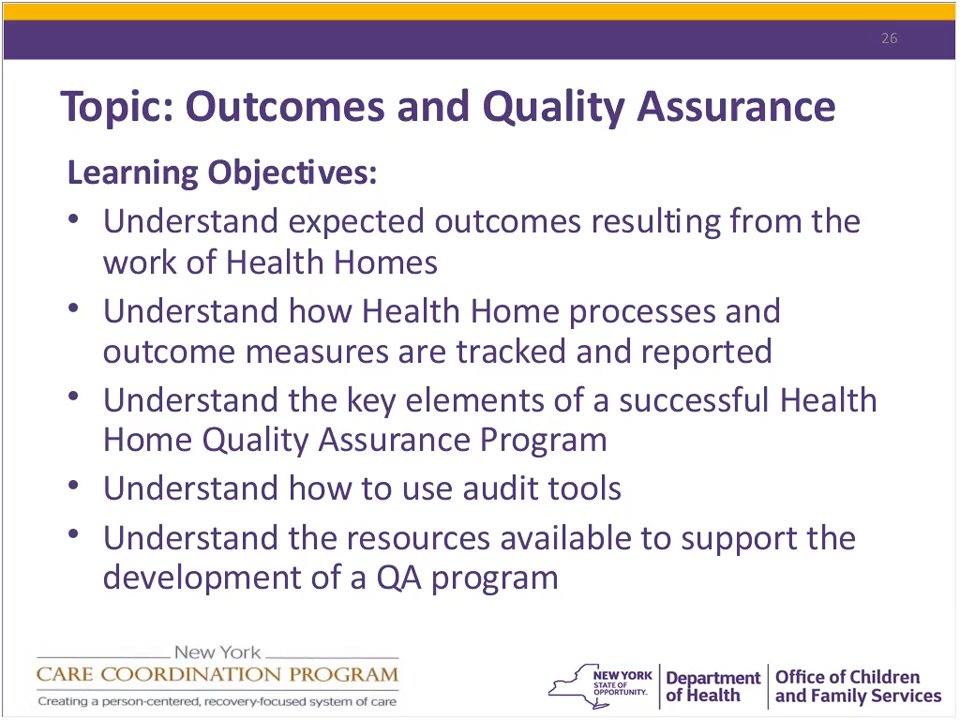 26
Topic: Outcomes and Quality Assurance
Learning Objectives:
• Understand expected outcomes resulting from the
work of Health Homes
• Understand how Health Home processes and
outcome measures are tracked and reported
• Understand the key elements of a successful Health
Home Quality Assurance Program
• Understand how to use audit tools
• Understand the resources available to support the
development of a QA program
New York
CARE COORDINATION PROGRAM
Creating a person-centered, recovery-focused system of care
NEW YORK
STATE OF
OPPORTUNITY.
Department
of Health
Office of Children
and Family Services